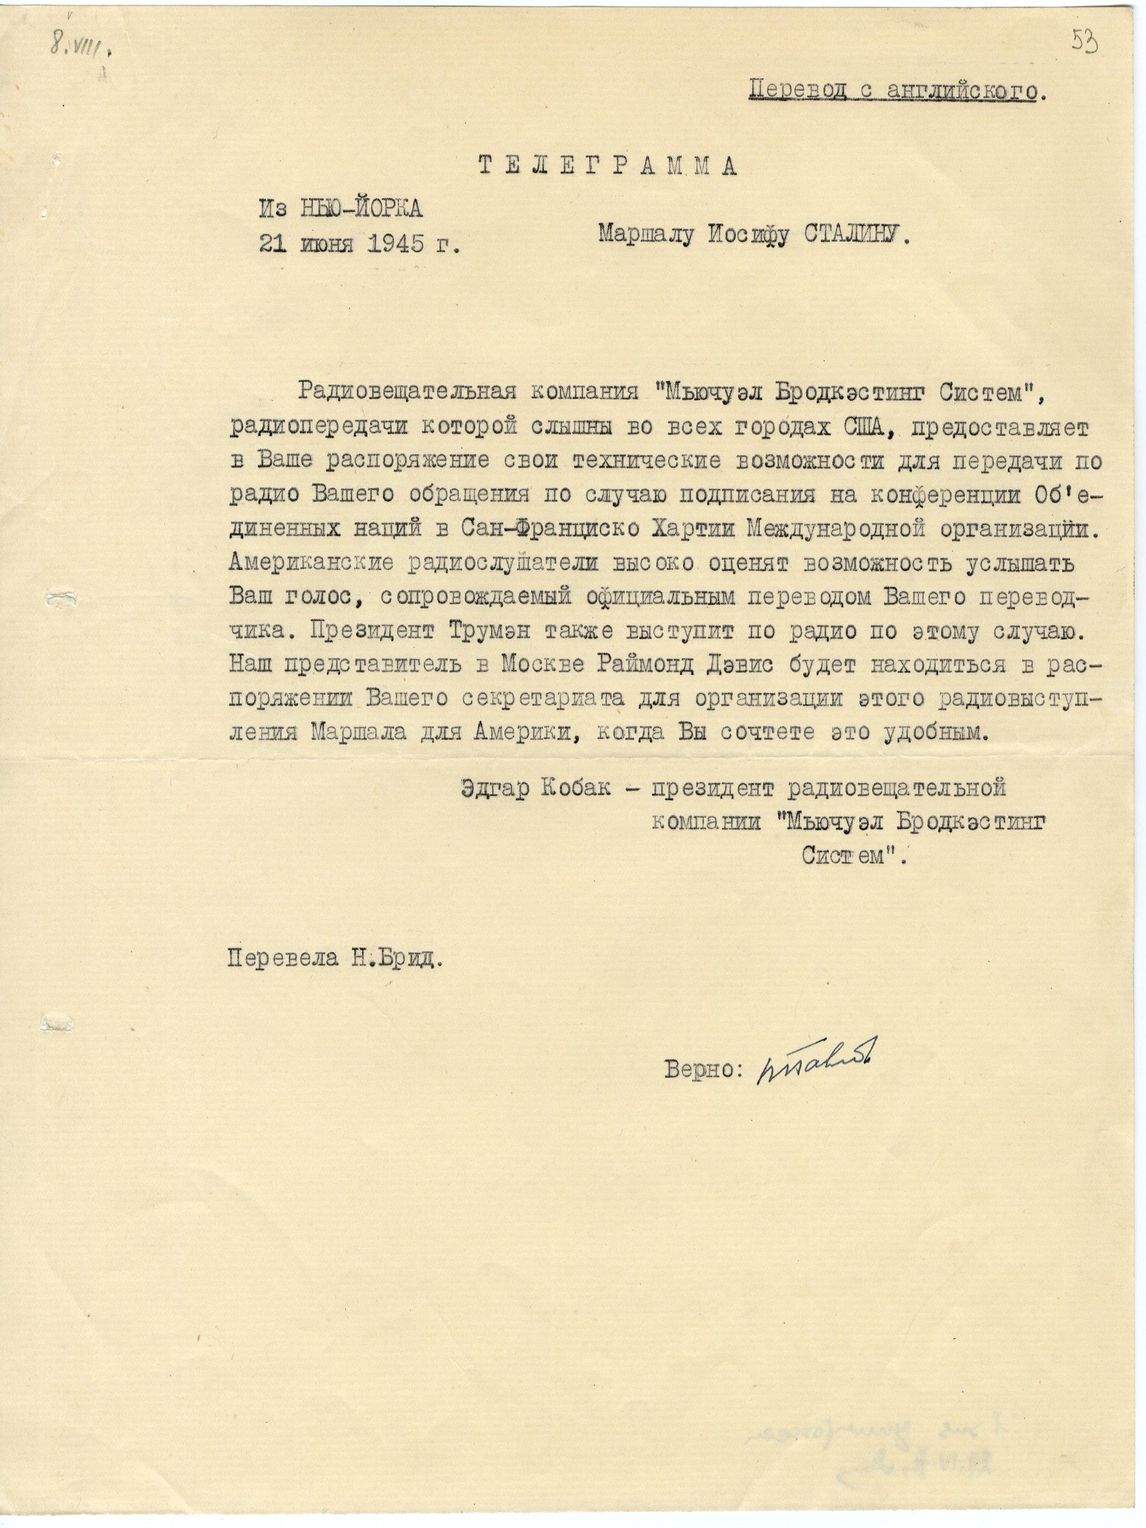 8.VIII.
53
Перевод с английского.
ТЕЛЕГРАММА
Из НЬЮ-ЙОРКА
21 июня 1945 г.
Маршалу Иосифу СТАЛИНУ.
Радиовещательная компания "Мьючуэл Бродкэстинг Систем",
радиопередачи которой слышны во всех городах США, предоставляет
в Ваше распоряжение свои технические возможности для передачи по
радио Вашего обращения по случаю подписания на конференции Об'е-
диненных наций в Сан-Франциско Хартии Международной организации.
Американские радиослушатели высоко оценят возможность услышать
Ваш голос, сопровождаемый официальным переводом Вашего перевод-
чика. Президент Трумэн также выступит по радио по этому случаю.
Наш представитель в Москве Раймонд Дэвис будет находиться в рас-
поряжении Вашего секретариата для организации этого радиовыступ-
ления Маршала для Америки, когда Вы сочтете это удобным.
Эдгар Кобак – президент радиовещательной
компании "Мьючуэл Бродкэстинг
Систем".
Перевела Н.Брид.
Верно: